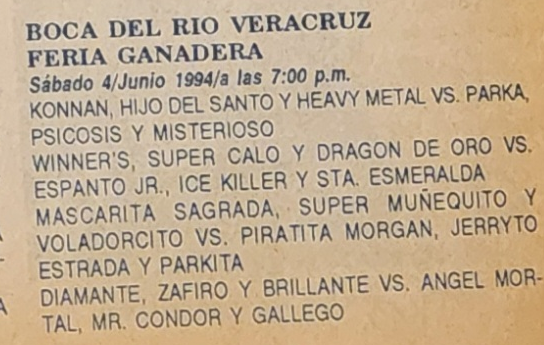 BOCA DEL RIO VERACRUZ
FERIA GANADERA
Sábado 4/Junio 1994/a las 7:00 p.m.
KONNAN, HIJO DEL SANTO Y HEAVY METAL VS. PARKA,
PSICOSIS Y MISTERIOSO
WINNER'S, SUPER CALO Y DRAGON DE ORO VS.
ESPANTO JR., ICE KILLER Y STA. ESMERALDA
MASCARITA SAGRADA, SUPER MUÑEQUITO Y
VOLADORCITO VS. PIRATITA MORGAN, JERRYTO
ESTRADA Y PARKITA
DIAMANTE, ZAFIRO Y BRILLANTE VS. ANGEL MOR-
TAL, MR. CONDOR Y GALLEGO